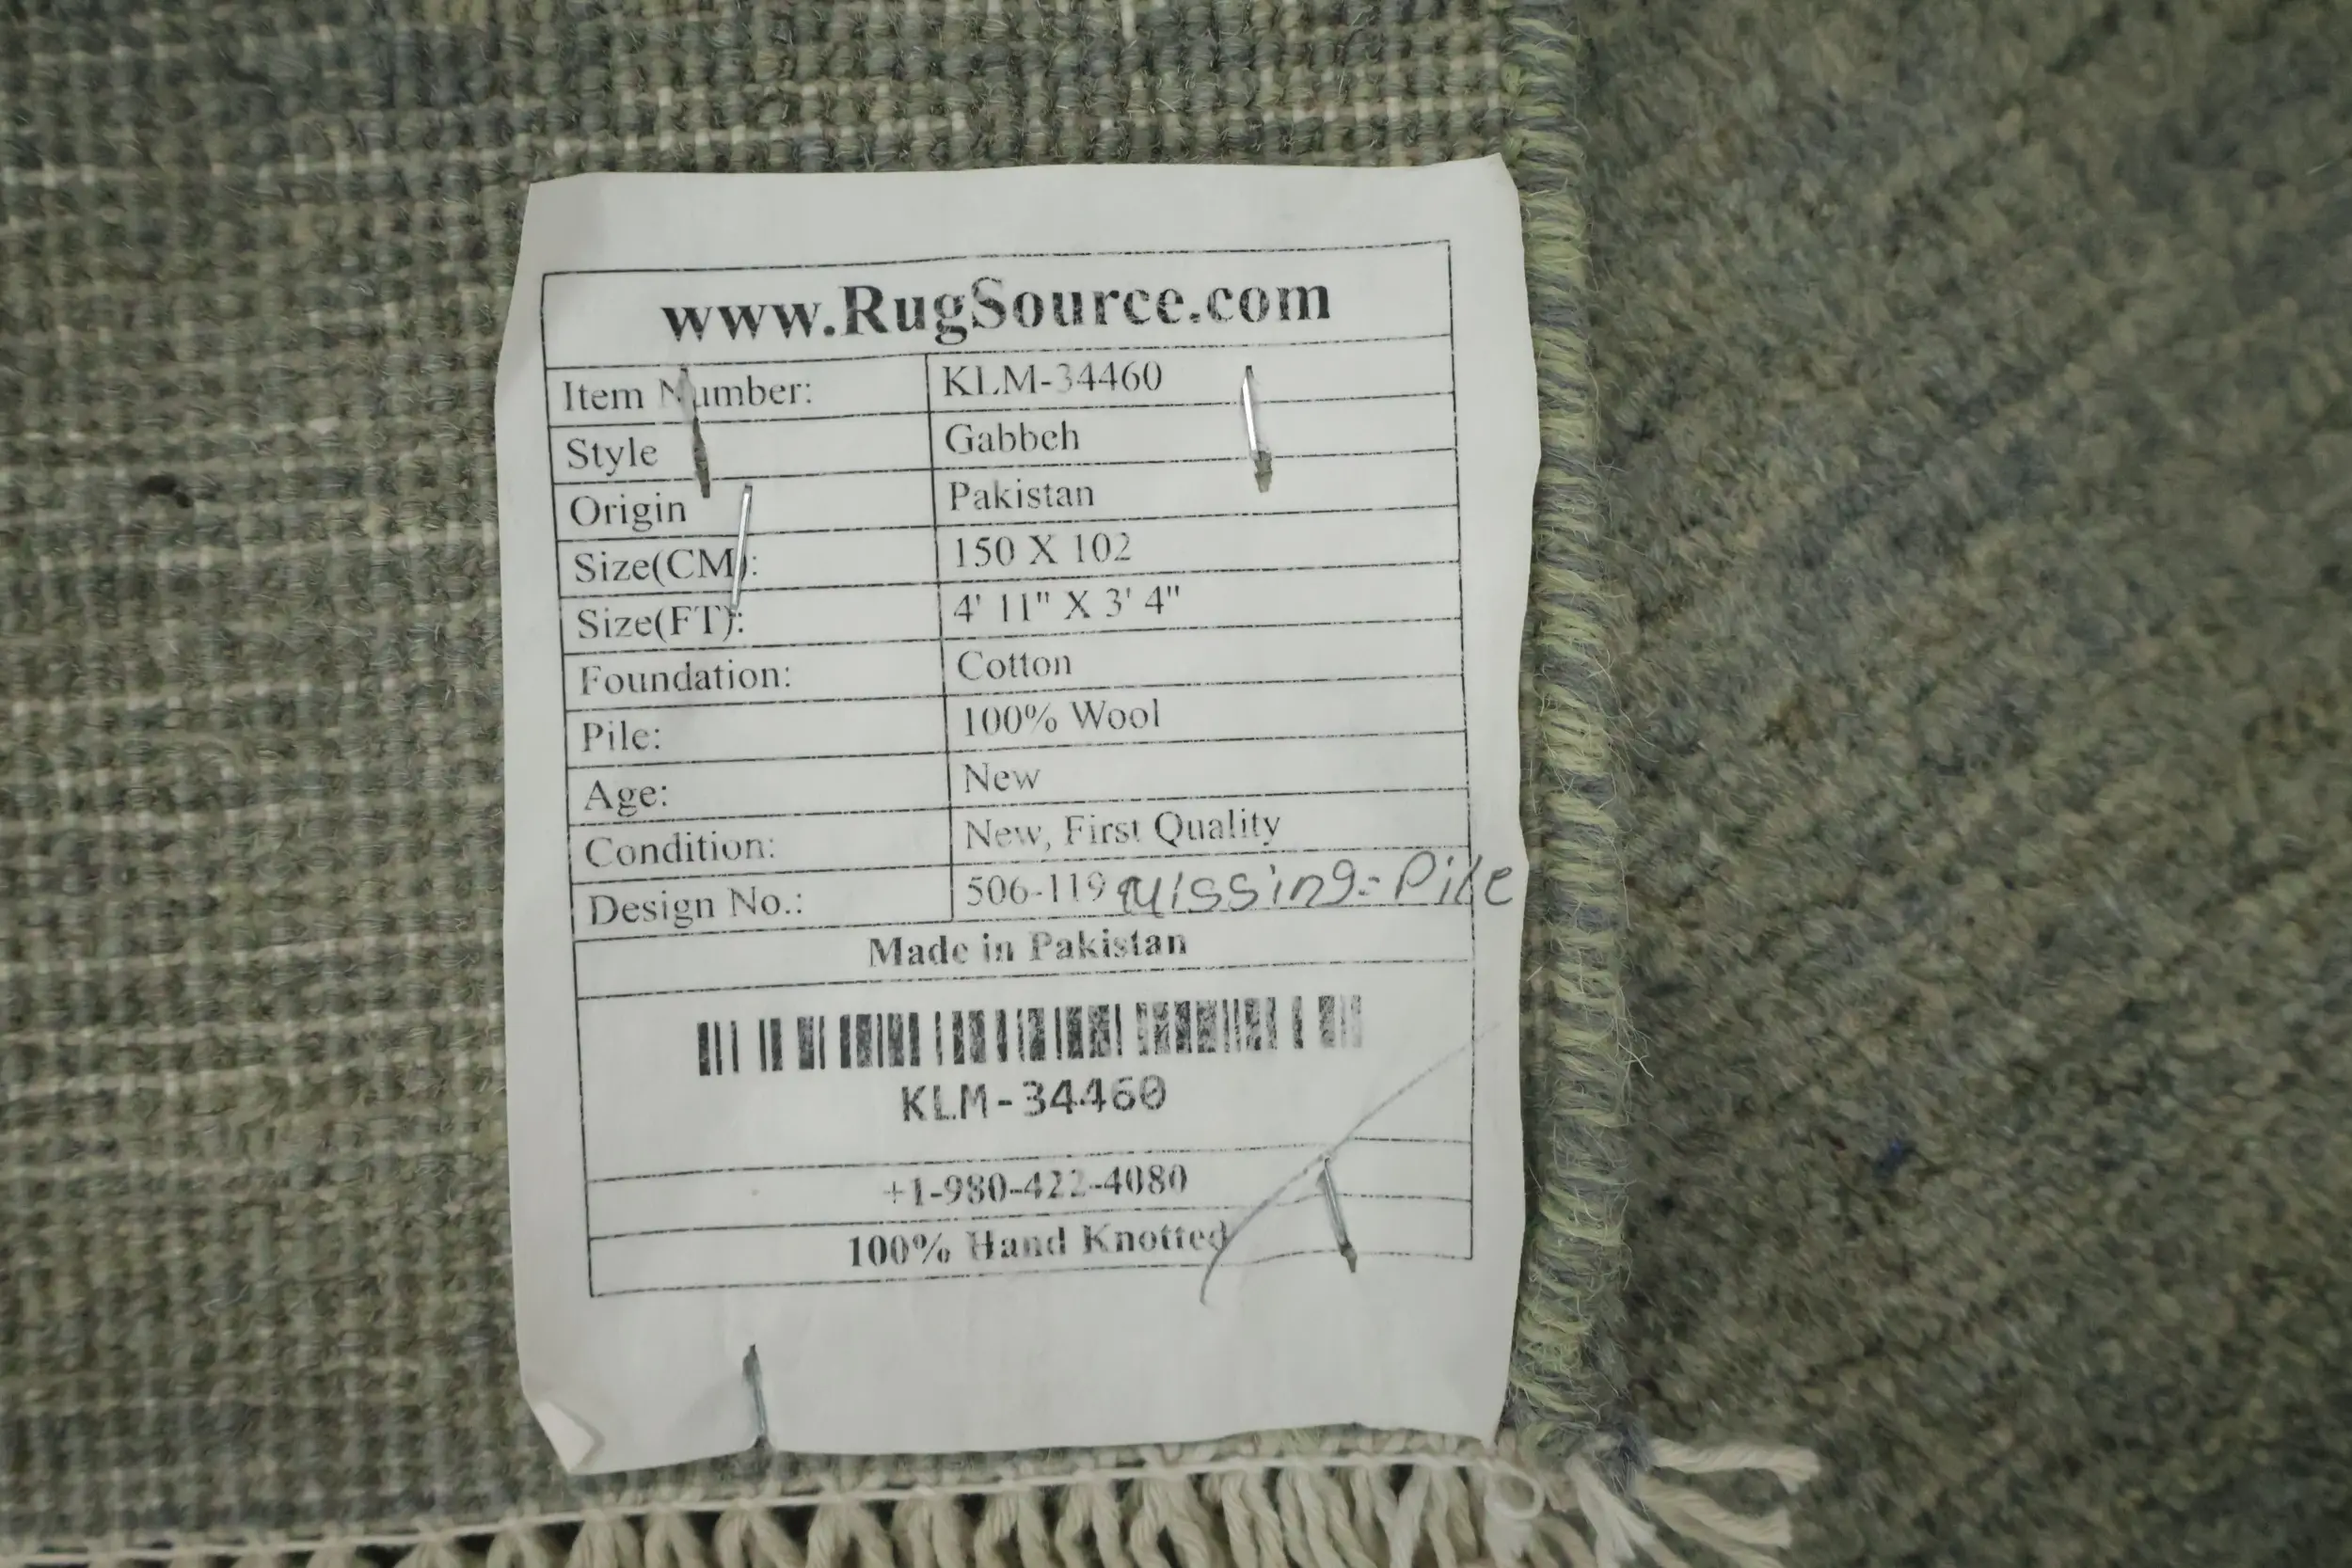 www.RugSource.com
Item Number: KLM-34460
Style Gabbeh
Origin Pakistan
Size(CM): 150 X 102
Size(FT): 4' 11" X 3' 4"
Foundation: Cotton
Pile: 100% Wool
Age: New
Condition: New, First Quality
Design No.: 506-119 Missing-Pile
Made in Pakistan
KLM-34460
+1-980-422-4080
100% Hand Knotted